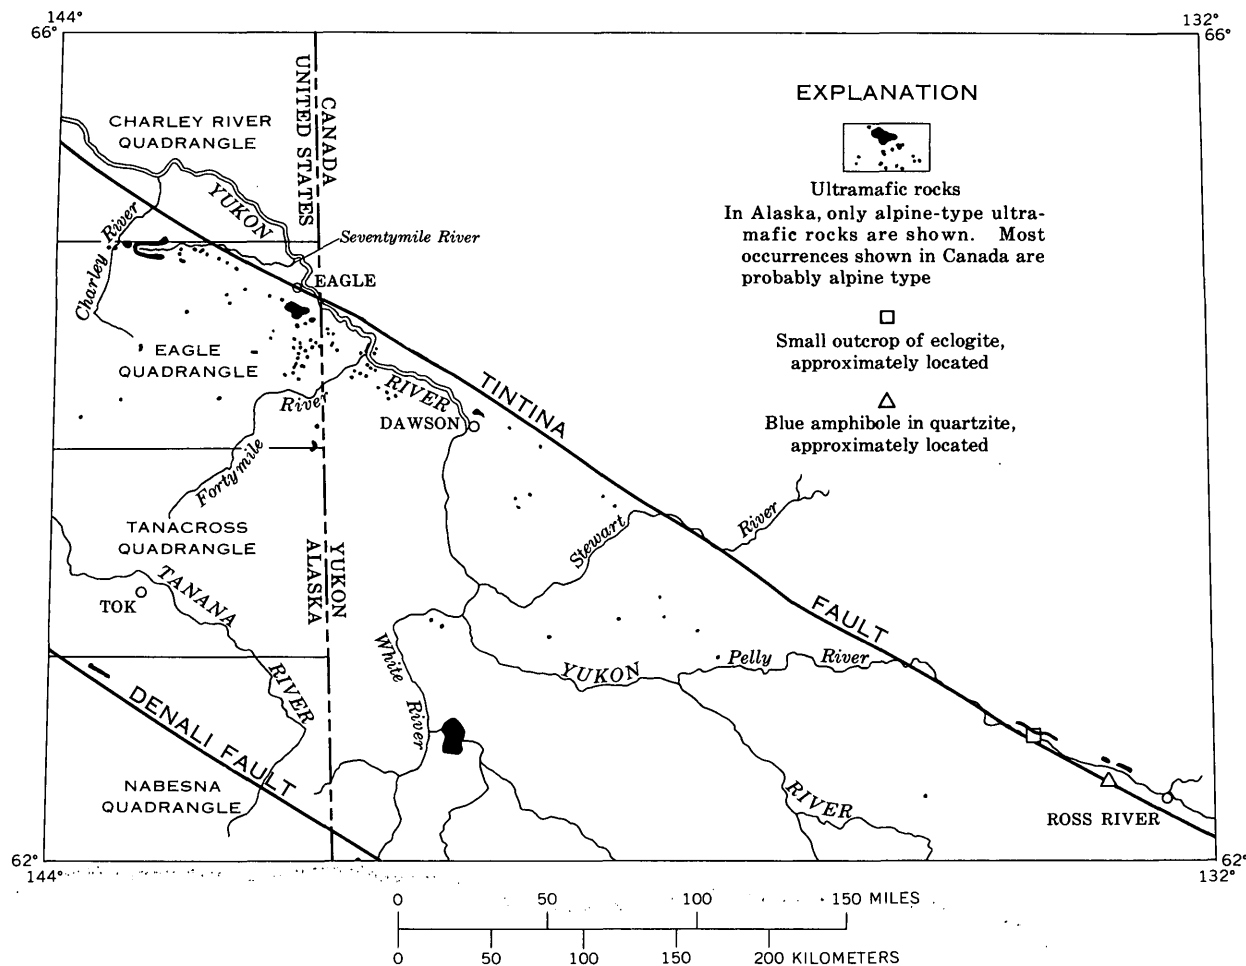 144°
132°
66°
66°
UNITED STATES
CANADA
EXPLANATION
CHARLEY RIVER
QUADRANGLE
Ultramafic rocks
In Alaska, only alpine-type ultra-
mafic rocks are shown. Most
occurrences shown in Canada are
probably alpine type
YUKON
Charley River
Seventymile River
EAGLE
Small outcrop of eclogite,
approximately located
EAGLE
QUADRANGLE
TINTINA
RIVER
River
Blue amphibole in quartzite,
approximately located
DAWSON
Fortymile
TANACROSS
QUADRANGLE
Stewart
River
ALASKA
YUKON
TANANA
TOK
FAULT
White
River
YUKON
Pelly River
RIVER
DENALI FAULT
NABESNA
QUADRANGLE
RIVER
ROSS RIVER
62°
62°
144°
132°
0 50 100 150 MILES
0 50 100 150 200 KILOMETERS